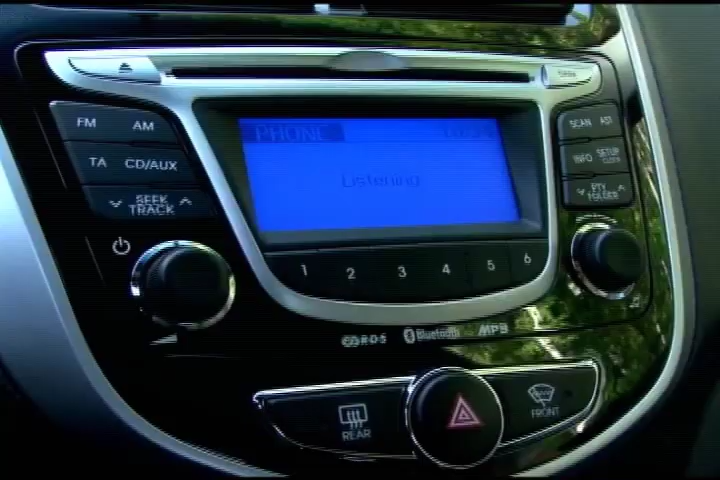 FM AM
TA CD/AUX
SEEK
TRACK
PHONE
Listening
SCAN AST
INFO SETUP
CLOCK
PTY
FOLDER
1 2 3 4 5 6
RDS Bluetooth MP3
REAR
FRONT